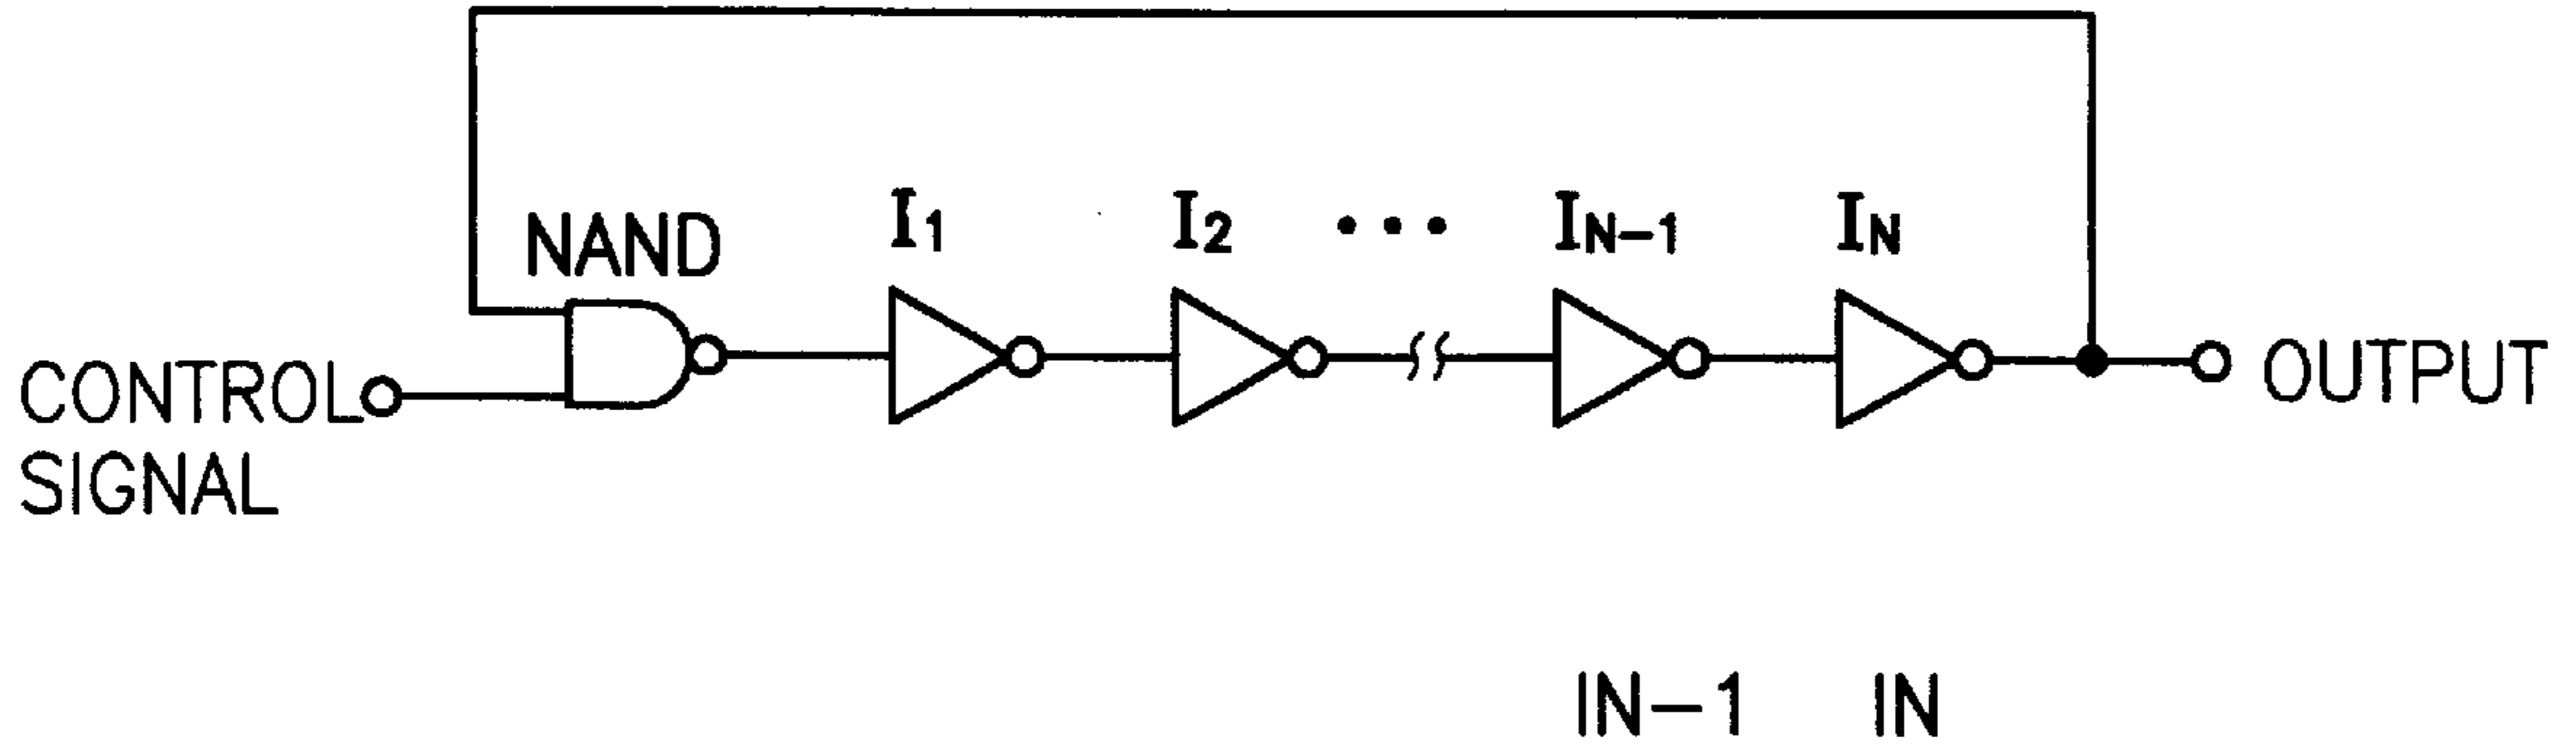 NAND
I1
I2
...
IN-1
IN
CONTROL
SIGNAL
OUTPUT
IN-1
IN